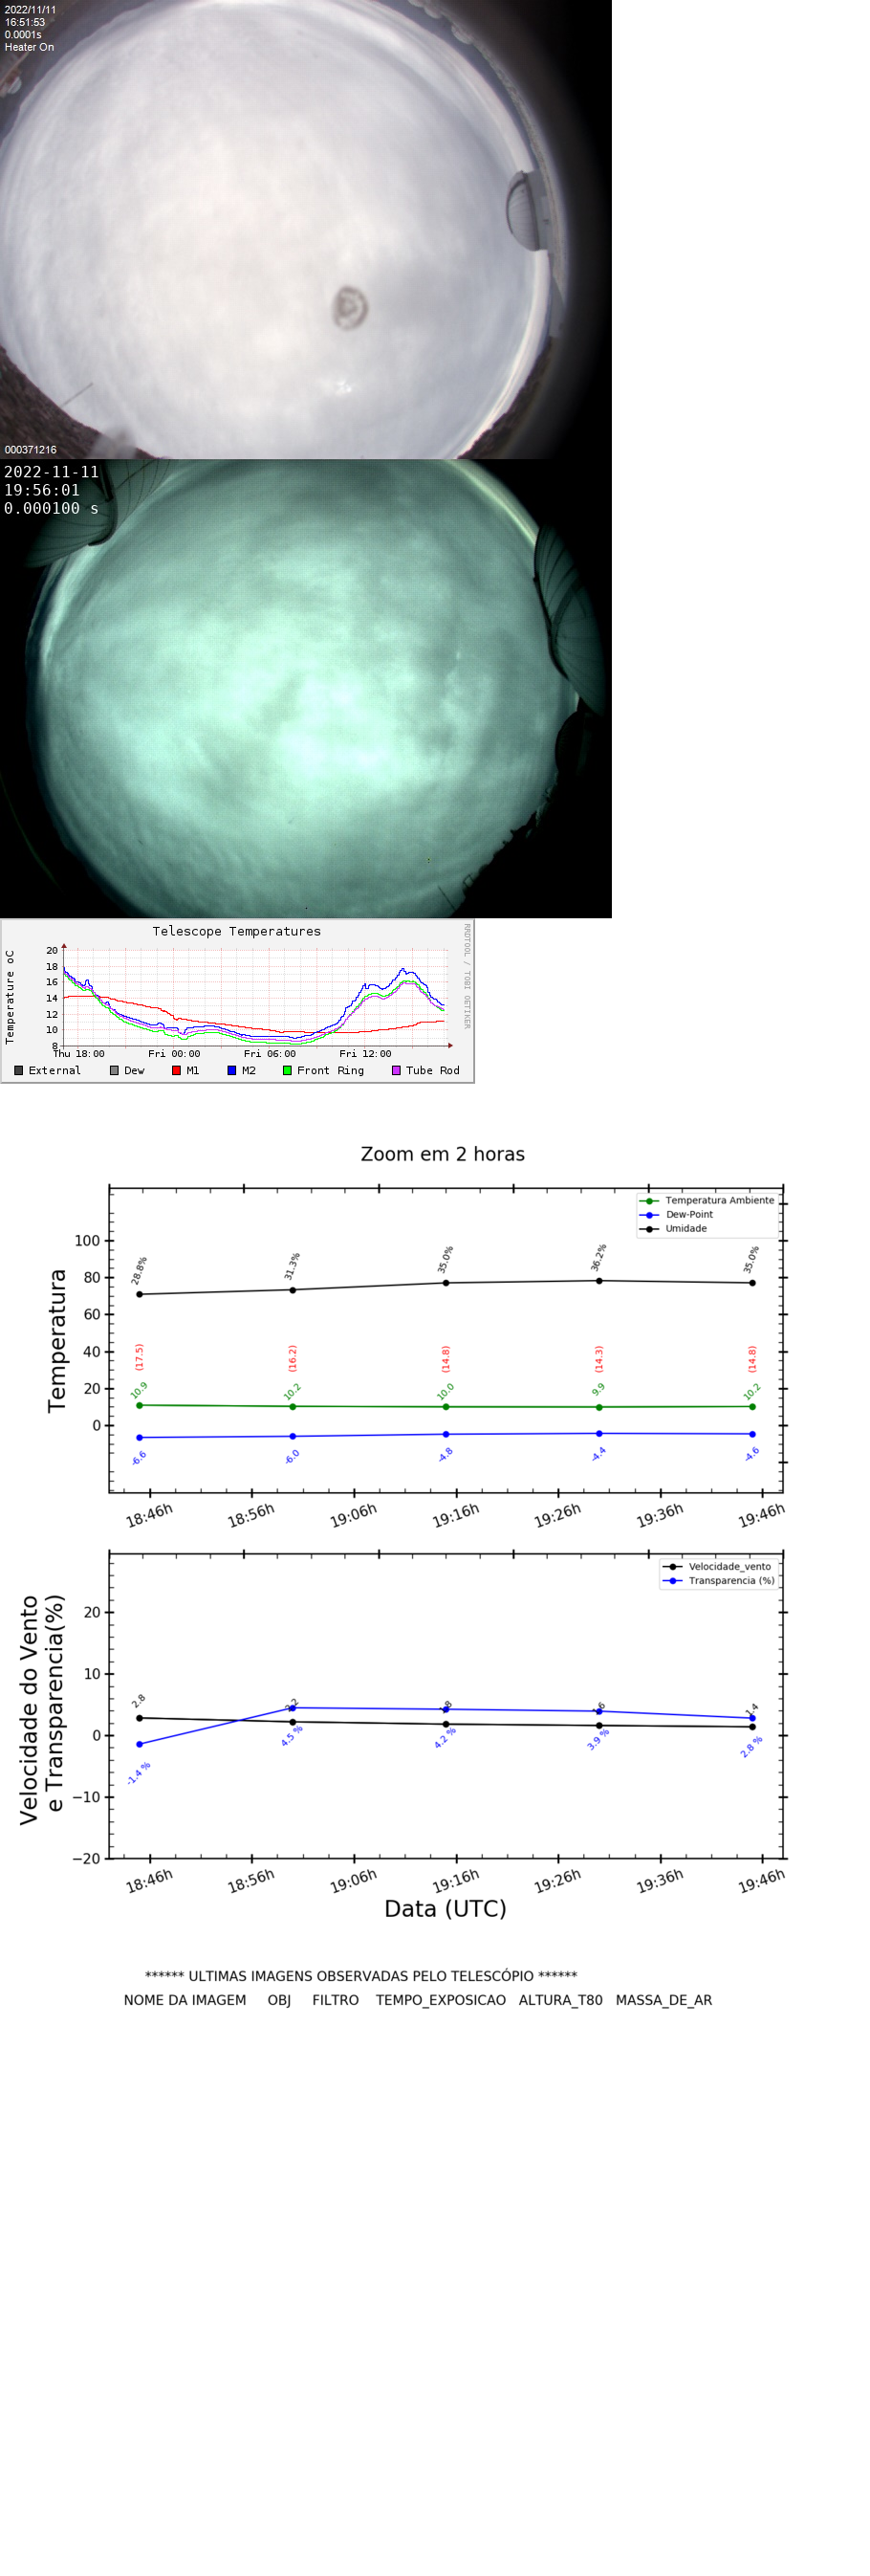 2022/11/11
16:51:53
0.0001s
Heater On
000371216
2022-11-11
19:56:01
0.000100 s
Telescope Temperatures
RRDTOOL / TOBI OETIKER
Temperature oC
20
18
16
14
12
10
8
Thu 18:00 Fri 00:00 Fri 06:00 Fri 12:00
External Dew M1 M2 Front Ring Tube Rod
Zoom em 2 horas
Temperatura Ambiente
Dew-Point
Umidade
Temperatura
100
80
60
40
20
0
28.8% 31.3% 35.0% 36.2% 35.0%
(17.5) (16.2) (14.8) (14.3) (14.8)
10.9 10.2 10.0 9.9 10.2
-6.6 -6.0 -4.8 -4.4 -4.6
18:46h 18:56h 19:06h 19:16h 19:26h 19:36h 19:46h
Velocidade_vento
Transparencia (%)
Velocidade do Vento
e Transparencia(%)
20
10
0
−10
−20
2.8
-1.4 % 4.5 % 4.2 % 3.9 % 2.8 %
18:46h 18:56h 19:06h 19:16h 19:26h 19:36h 19:46h
Data (UTC)
****** ULTIMAS IMAGENS OBSERVADAS PELO TELESCÓPIO ******
NOME DA IMAGEM OBJ FILTRO TEMPO_EXPOSICAO ALTURA_T80 MASSA_DE_AR